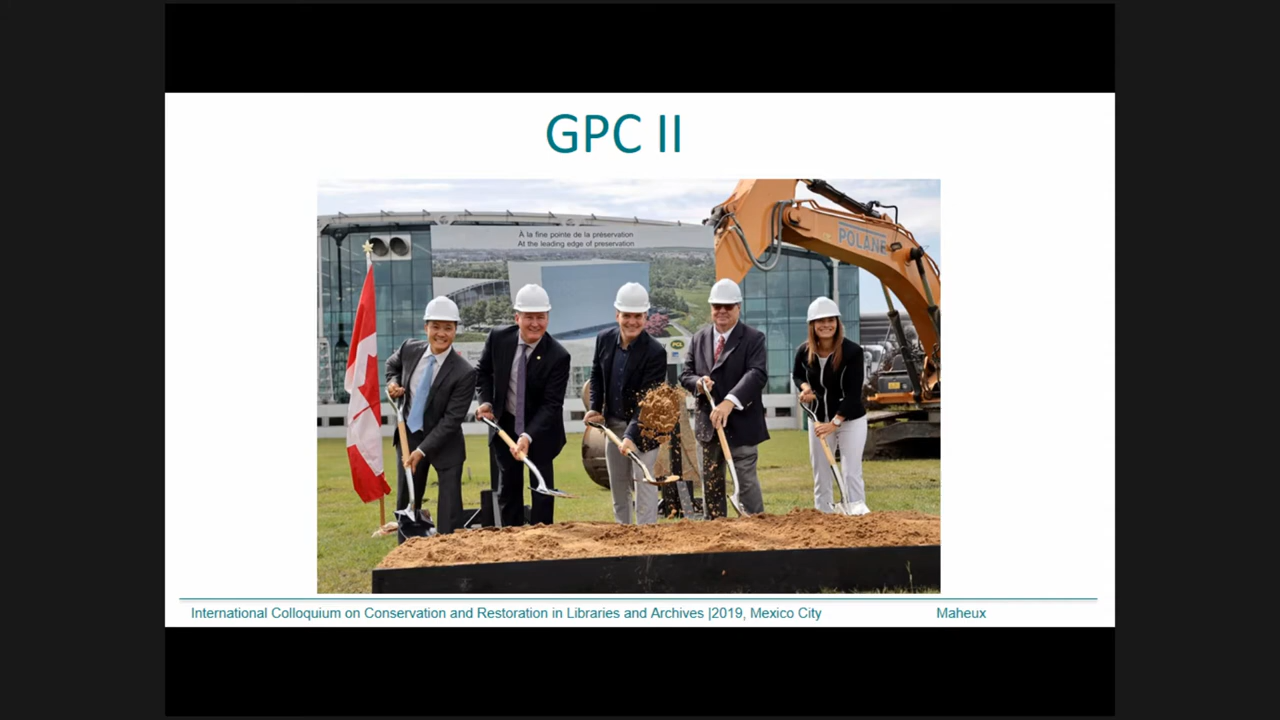 GPC II
À la fine pointe de la préservation
At the leading edge of preservation
POLANE
PCL
International Colloquium on Conservation and Restoration in Libraries and Archives |2019, Mexico City
Maheux